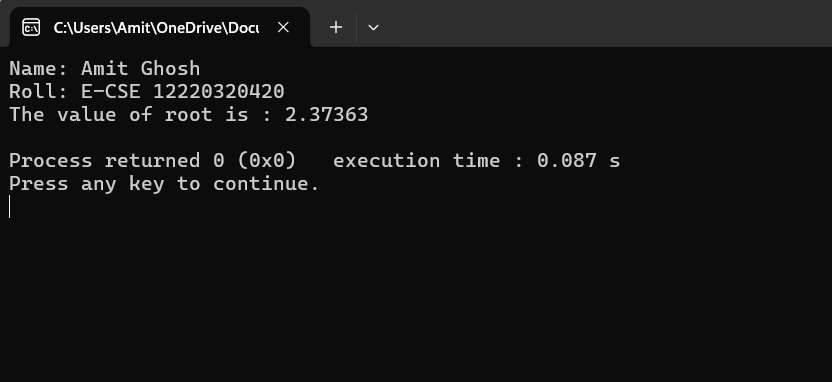 C:\Users\Amit\OneDrive\Docu
Name: Amit Ghosh
Roll: E-CSE 12220320420
The value of root is : 2.37363
Process returned 0 (0x0)   execution time : 0.087 s
Press any key to continue.